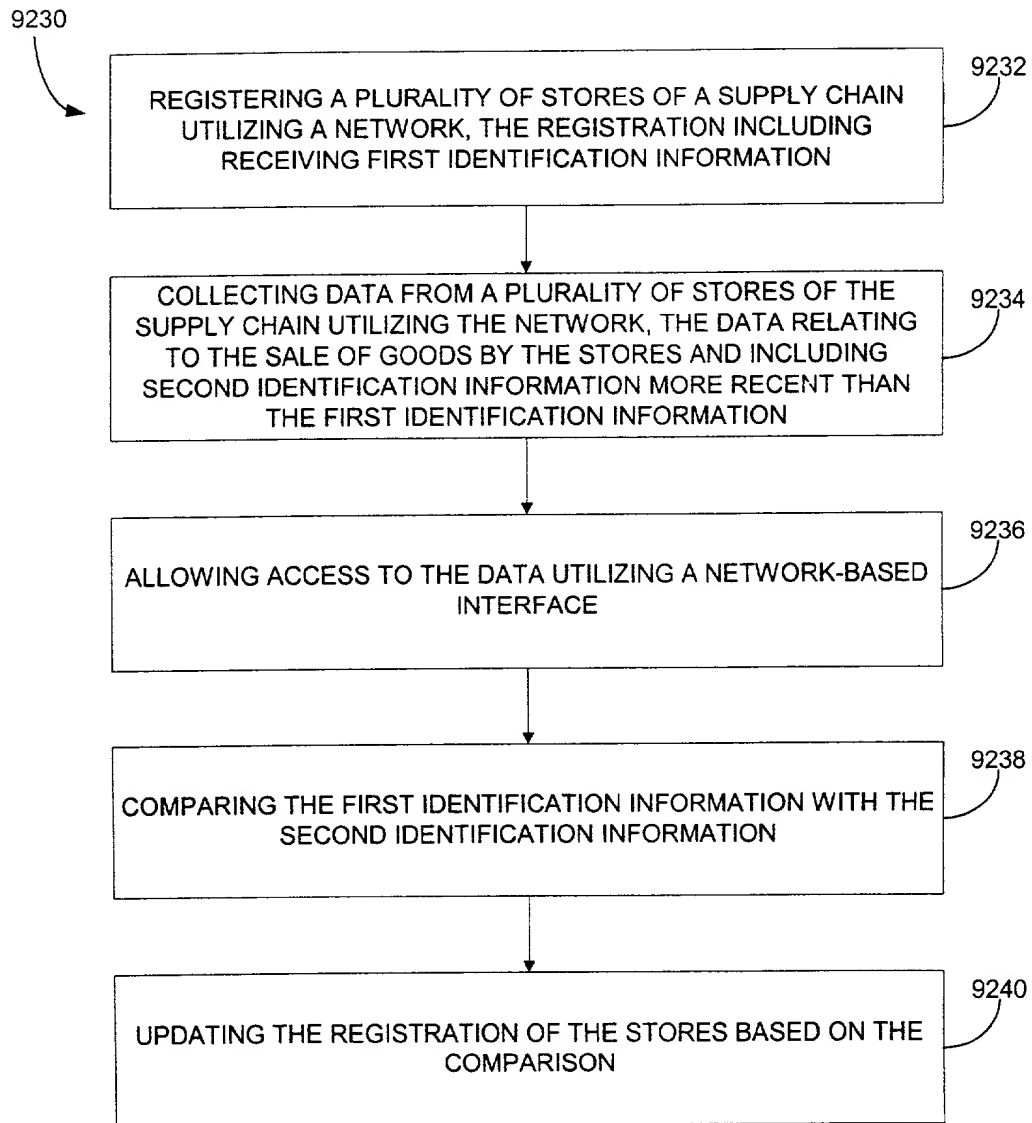 9230
9232
REGISTERING A PLURALITY OF STORES OF A SUPPLY CHAIN
UTILIZING A NETWORK, THE REGISTRATION INCLUDING
RECEIVING FIRST IDENTIFICATION INFORMATION
9234
COLLECTING DATA FROM A PLURALITY OF STORES OF THE
SUPPLY CHAIN UTILIZING THE NETWORK, THE DATA RELATING
TO THE SALE OF GOODS BY THE STORES AND INCLUDING
SECOND IDENTIFICATION INFORMATION MORE RECENT THAN
THE FIRST IDENTIFICATION INFORMATION
9236
ALLOWING ACCESS TO THE DATA UTILIZING A NETWORK-BASED
INTERFACE
9238
COMPARING THE FIRST IDENTIFICATION INFORMATION WITH THE
SECOND IDENTIFICATION INFORMATION
9240
UPDATING THE REGISTRATION OF THE STORES BASED ON THE
COMPARISON